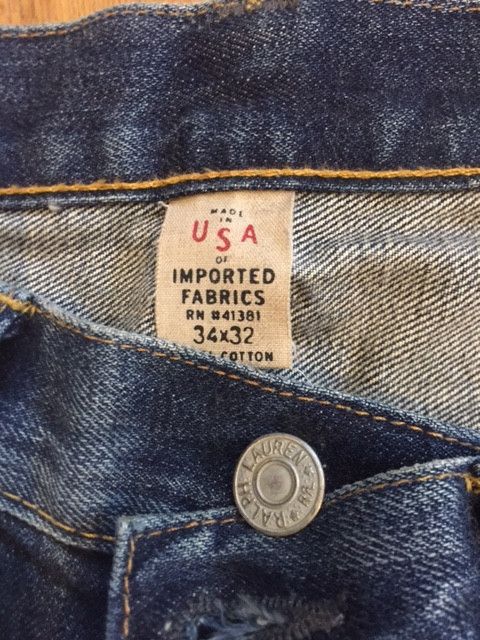 MADE
IN
USA
OF
IMPORTED
FABRICS
RN #41381
34x32
COTTON
RALPH LAUREN